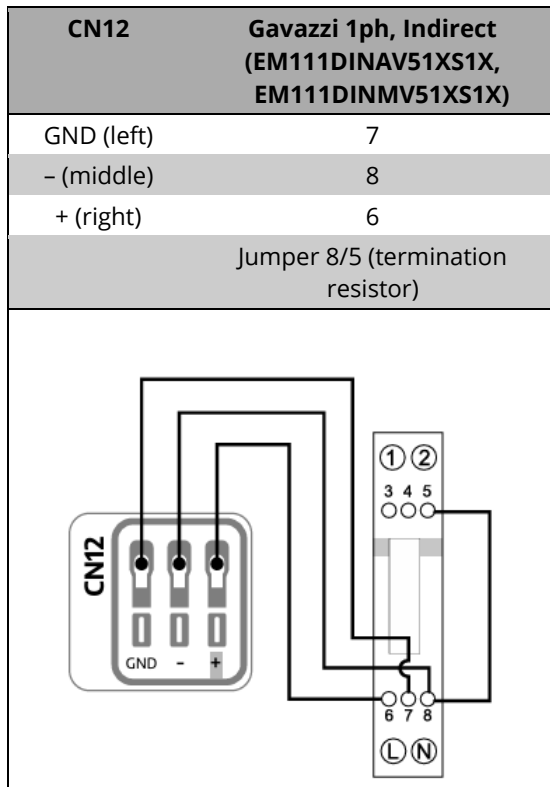 CN12 Gavazzi 1ph, Indirect
(EM111DINAV51XS1X,
EM111DINMV51XS1X)
GND (left) 7
– (middle) 8
+ (right) 6
Jumper 8/5 (termination
resistor)
CN12
GND - +
1 2
3 4 5
6 7 8
L N